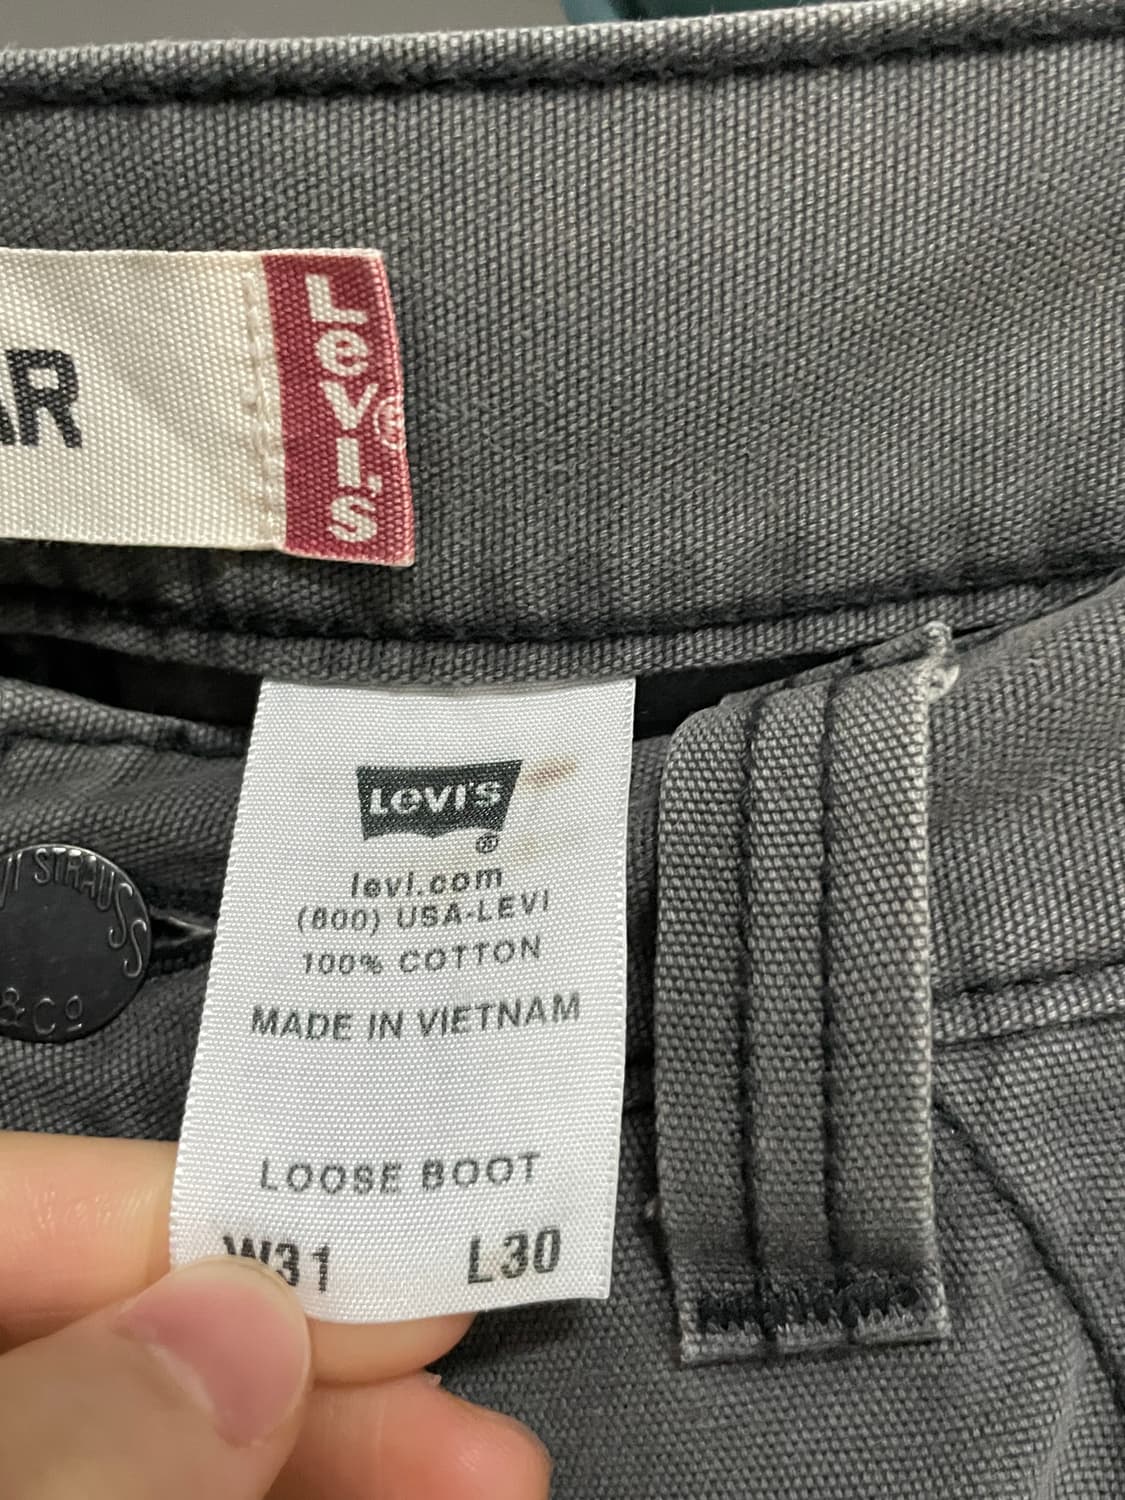 AR
LEVI'S
®
LEVI'S
®
levi.com
(800) USA-LEVI
100% COTTON
MADE IN VIETNAM
LOOSE BOOT
W31 L30
VI STRAUSS
& Cº